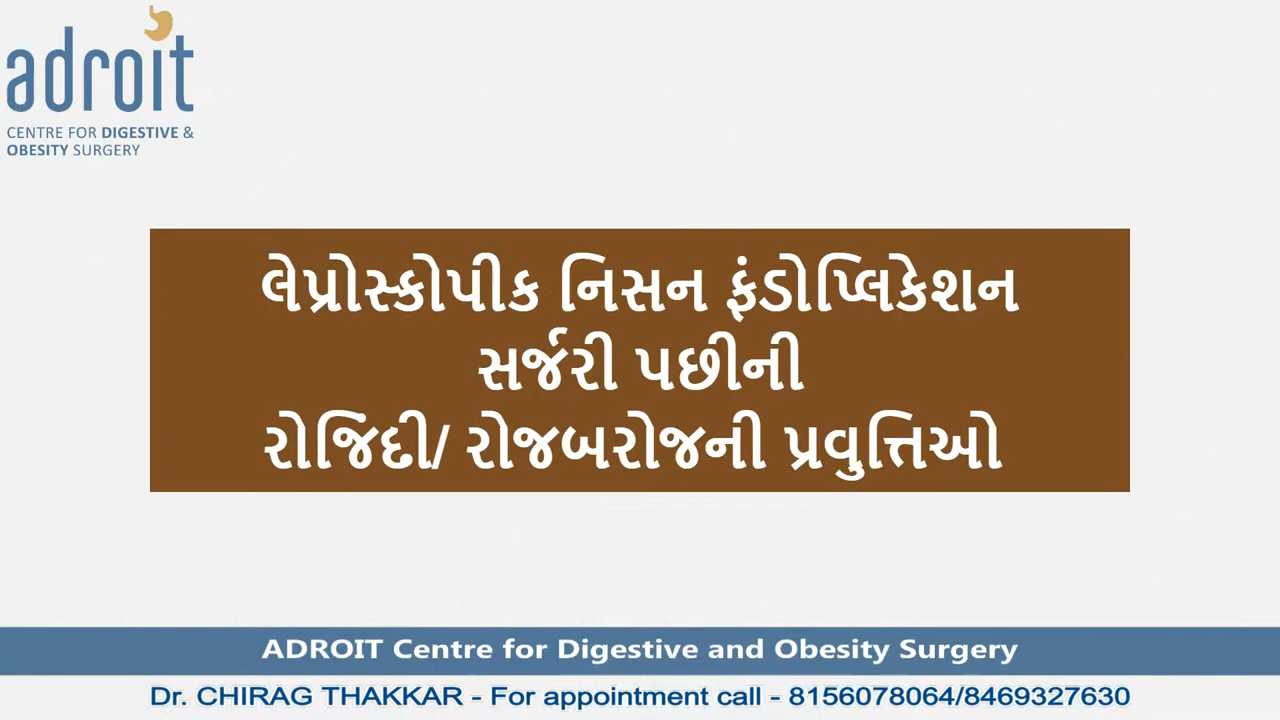 adroit
CENTRE FOR DIGESTIVE &
OBESITY SURGERY
લેપ્રોસ્કોપીક નિસન ફંડોપ્લિકેશન
સર્જરી પછીની
રોજિંદી/ રોજબરોજની પ્રવુત્તિઓ
ADROIT Centre for Digestive and Obesity Surgery
Dr. CHIRAG THAKKAR - For appointment call - 8156078064/8469327630